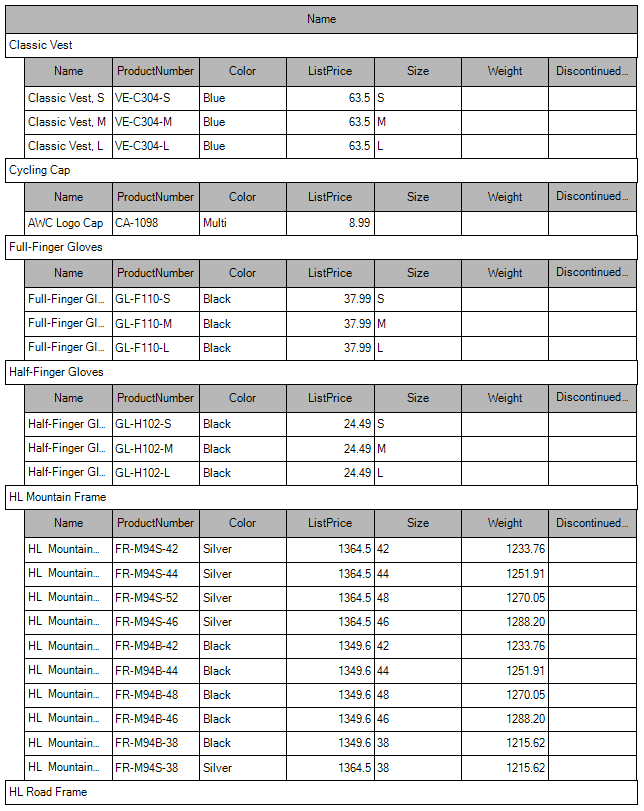 Name
Classic Vest
Name ProductNumber Color ListPrice Size Weight Discontinued...
Classic Vest, S VE-C304-S Blue 63.5 S
Classic Vest, M VE-C304-M Blue 63.5 M
Classic Vest, L VE-C304-L Blue 63.5 L
Cycling Cap
Name ProductNumber Color ListPrice Size Weight Discontinued...
AWC Logo Cap CA-1098 Multi 8.99
Full-Finger Gloves
Name ProductNumber Color ListPrice Size Weight Discontinued...
Full-Finger Gl... GL-F110-S Black 37.99 S
Full-Finger Gl... GL-F110-M Black 37.99 M
Full-Finger Gl... GL-F110-L Black 37.99 L
Half-Finger Gloves
Name ProductNumber Color ListPrice Size Weight Discontinued...
Half-Finger Gl... GL-H102-S Black 24.49 S
Half-Finger Gl... GL-H102-M Black 24.49 M
Half-Finger Gl... GL-H102-L Black 24.49 L
HL Mountain Frame
Name ProductNumber Color ListPrice Size Weight Discontinued...
HL Mountain... FR-M94S-42 Silver 1364.5 42 1233.76
HL Mountain... FR-M94S-44 Silver 1364.5 44 1251.91
HL Mountain... FR-M94S-52 Silver 1364.5 48 1270.05
HL Mountain... FR-M94S-46 Silver 1364.5 46 1288.20
HL Mountain... FR-M94B-42 Black 1349.6 42 1233.76
HL Mountain... FR-M94B-44 Black 1349.6 44 1251.91
HL Mountain... FR-M94B-48 Black 1349.6 48 1270.05
HL Mountain... FR-M94B-46 Black 1349.6 46 1288.20
HL Mountain... FR-M94B-38 Black 1349.6 38 1215.62
HL Mountain... FR-M94S-38 Silver 1364.5 38 1215.62
HL Road Frame